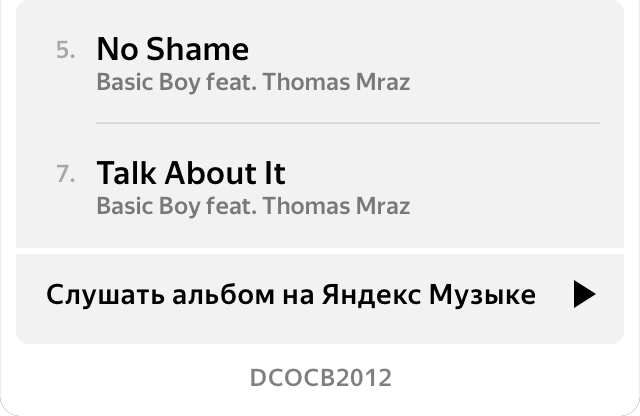 5. No Shame
Basic Boy feat. Thomas Mraz
7. Talk About It
Basic Boy feat. Thomas Mraz
Слушать альбом на Яндекс Музыке
DCOCB2012